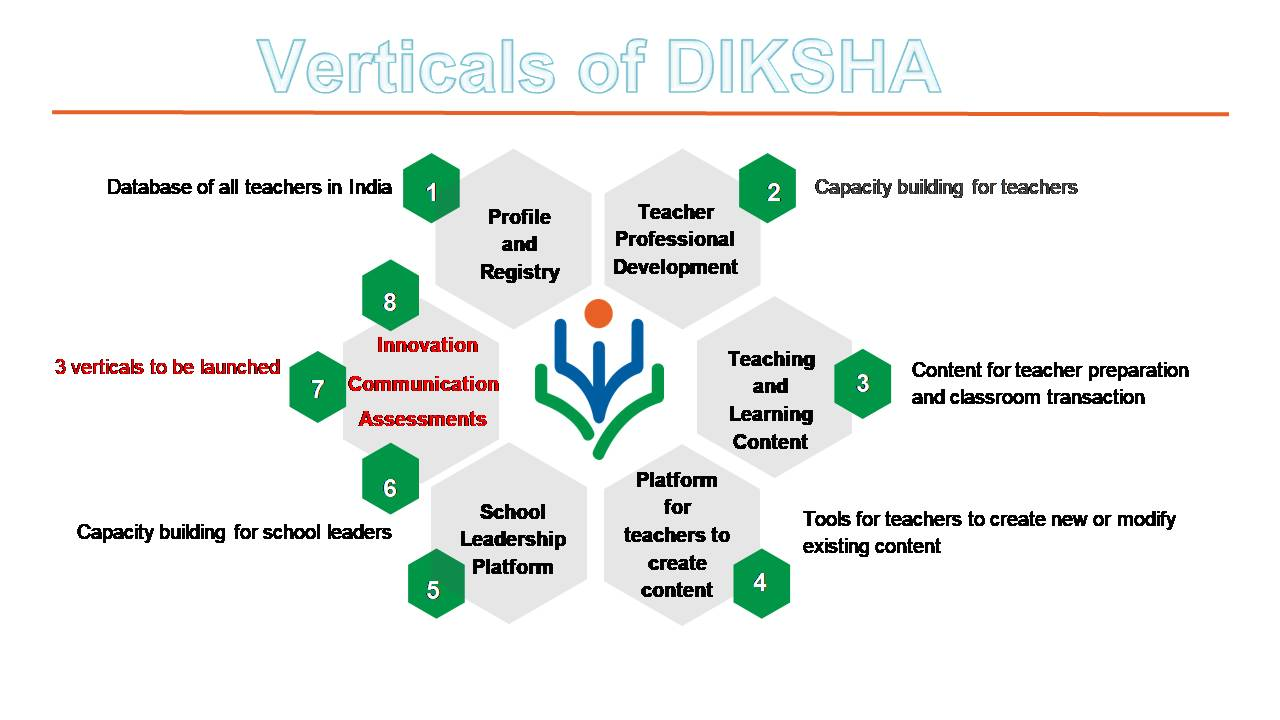 Verticals of DIKSHA
Database of all teachers in India
1
Profile
and
Registry
Teacher
Professional
Development
2
Capacity building for teachers
Teaching
and
Learning
Content
3
Content for teacher preparation
and classroom transaction
Platform
for
teachers to
create
content
4
Tools for teachers to create new or modify
existing content
School
Leadership
Platform
5
Capacity building for school leaders
6
7
8
Innovation
Communication
Assessments
3 verticals to be launched